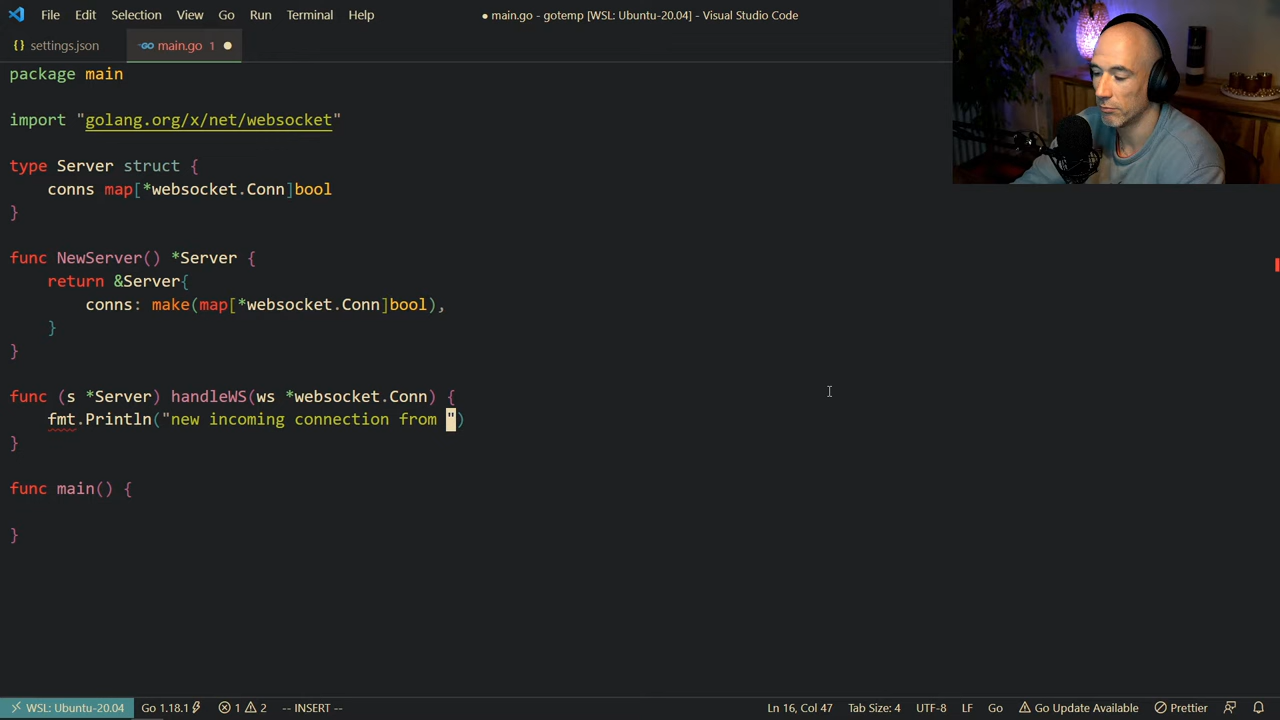 File Edit Selection View Go Run Terminal Help
● main.go - gotemp [WSL: Ubuntu-20.04] - Visual Studio Code
{} settings.json
main.go 1 ●
package main
import "golang.org/x/net/websocket"
type Server struct {
conns map[*websocket.Conn]bool
}
func NewServer() *Server {
return &Server{
conns: make(map[*websocket.Conn]bool),
}
}
func (s *Server) handleWS(ws *websocket.Conn) {
fmt.Println("new incoming connection from ")
}
func main() {
}
WSL: Ubuntu-20.04 Go 1.18.1 1 2 -- INSERT -- Ln 16, Col 47 Tab Size: 4 UTF-8 LF Go Go Update Available Prettier